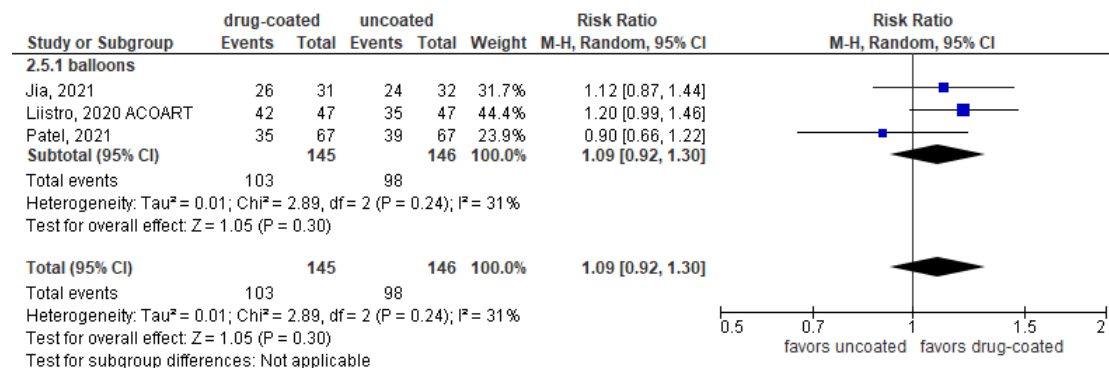 drug-coated uncoated Risk Ratio Risk Ratio
Study or Subgroup Events Total Events Total Weight M-H, Random, 95% CI M-H, Random, 95% CI
2.5.1 balloons
Jia, 2021 26 31 24 32 31.7% 1.12 [0.87, 1.44]
Liistro, 2020 ACOART 42 47 35 47 44.4% 1.20 [0.99, 1.46]
Patel, 2021 35 67 39 67 23.9% 0.90 [0.66, 1.22]
Subtotal (95% CI) 145 146 100.0% 1.09 [0.92, 1.30]
Total events 103 98
Heterogeneity: Tau² = 0.01; Chi² = 2.89, df = 2 (P = 0.24); I² = 31%
Test for overall effect: Z = 1.05 (P = 0.30)
Total (95% CI) 145 146 100.0% 1.09 [0.92, 1.30]
Total events 103 98
Heterogeneity: Tau² = 0.01; Chi² = 2.89, df = 2 (P = 0.24); I² = 31%
Test for overall effect: Z = 1.05 (P = 0.30)
Test for subgroup differences: Not applicable
0.5 0.7 1 1.5 2
favors uncoated favors drug-coated